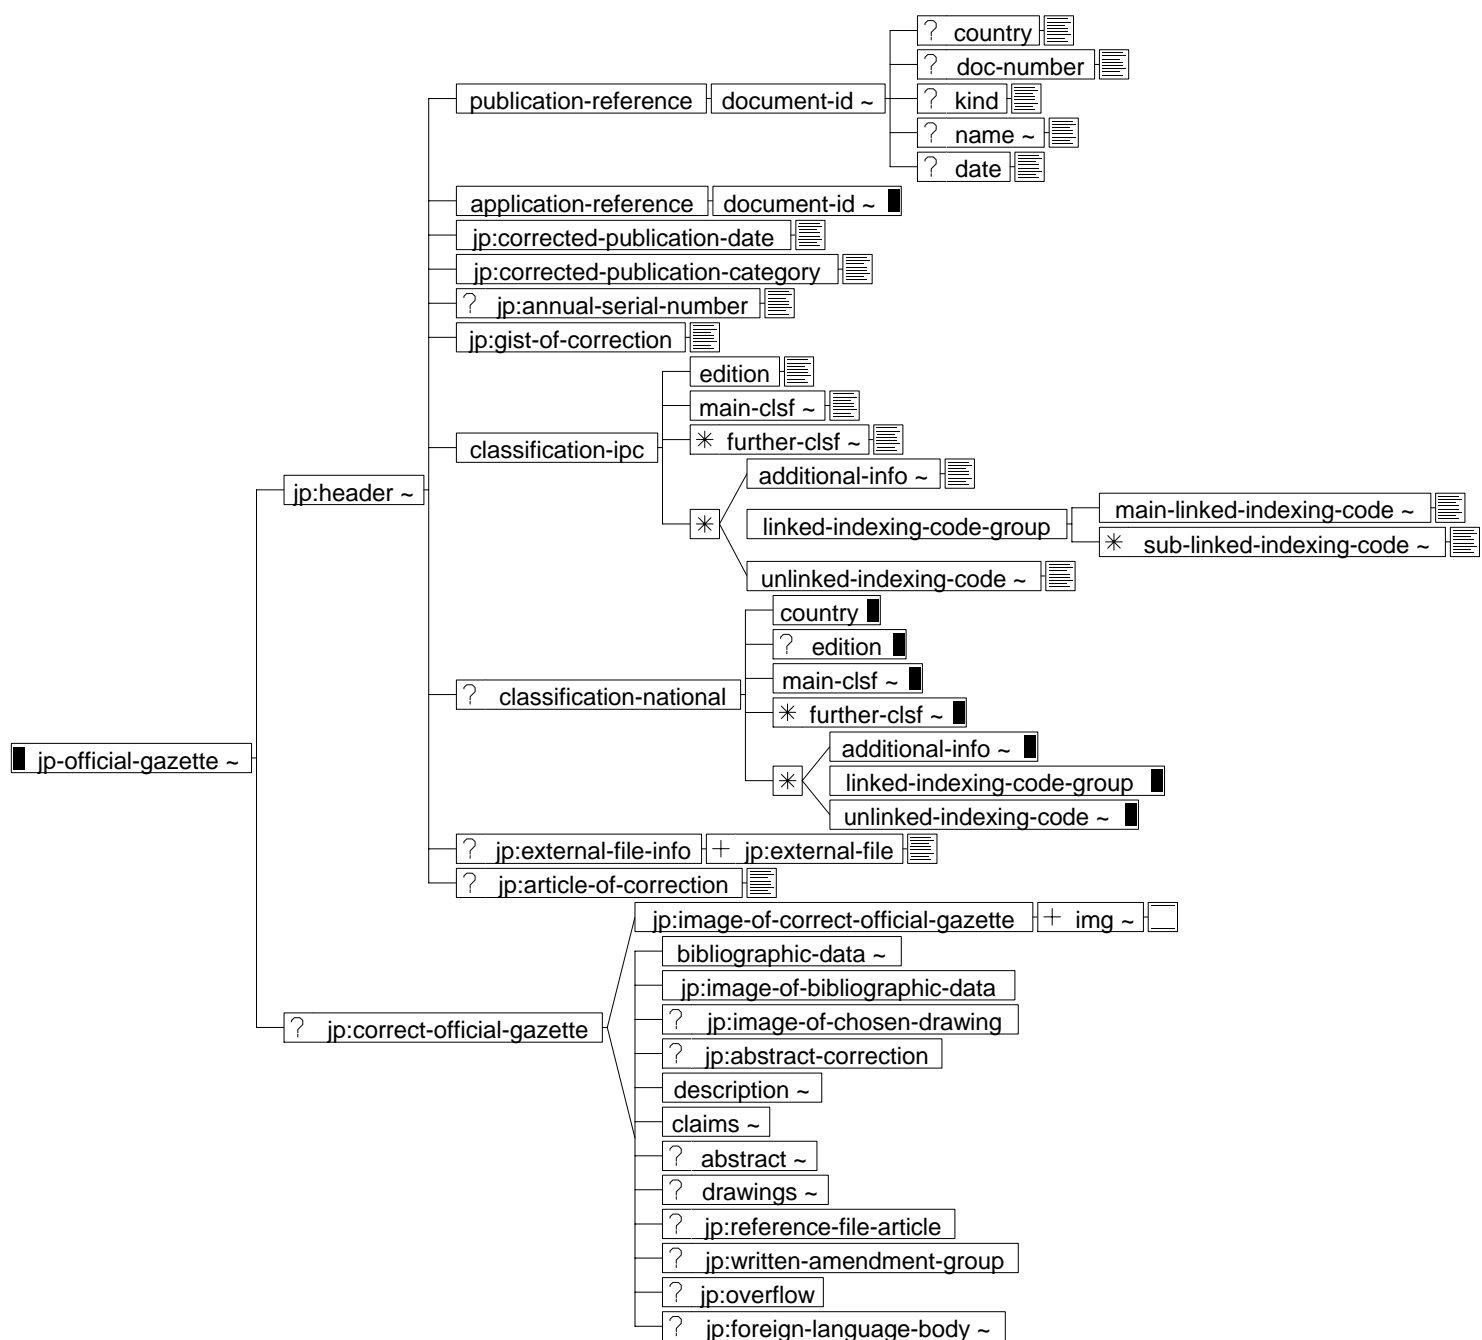 ? country
? doc-number
publication-reference document-id ~ ? kind
? name ~
? date
application-reference document-id ~
jp:corrected-publication-date
jp:corrected-publication-category
? jp:annual-serial-number
jp:gist-of-correction
edition
main-clsf ~
* further-clsf ~
classification-ipc
additional-info ~
jp:header ~
main-linked-indexing-code ~
* linked-indexing-code-group
* sub-linked-indexing-code ~
unlinked-indexing-code ~
country
? edition
main-clsf ~
? classification-national
* further-clsf ~
additional-info ~
jp-official-gazette ~
* linked-indexing-code-group
unlinked-indexing-code ~
? jp:external-file-info + jp:external-file
? jp:article-of-correction
jp:image-of-correct-official-gazette + img ~
bibliographic-data ~
jp:image-of-bibliographic-data
? jp:image-of-chosen-drawing
? jp:correct-official-gazette
? jp:abstract-correction
description ~
claims ~
? abstract ~
? drawings ~
? jp:reference-file-article
? jp:written-amendment-group
? jp:overflow
? jp:foreign-language-body ~